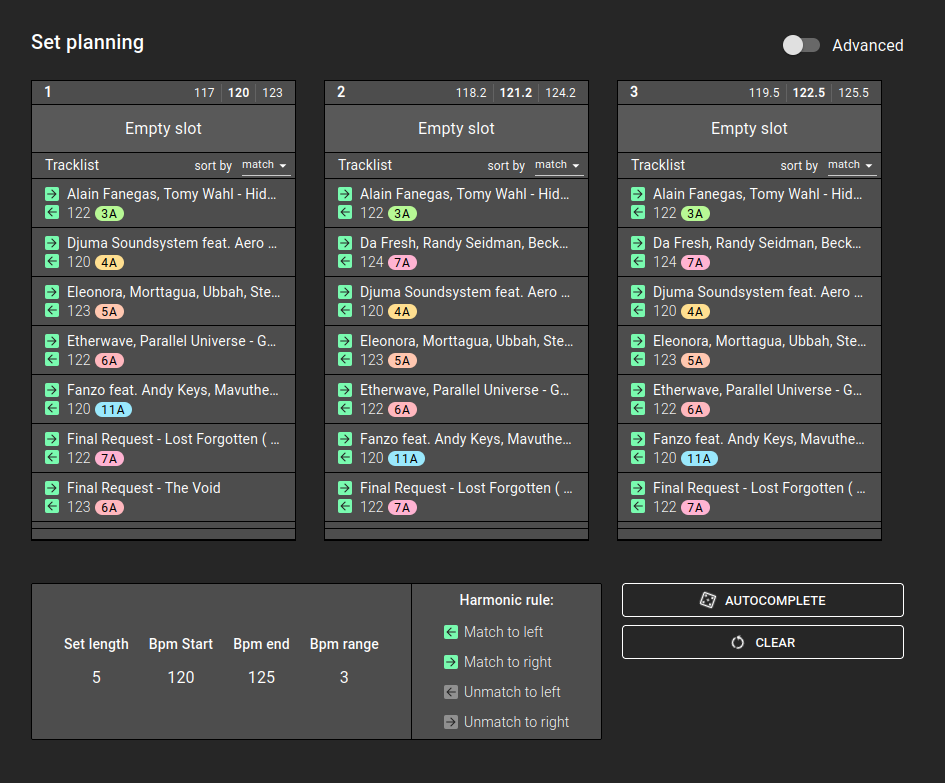 Set planning
Advanced
1 117 120 123
Empty slot
Tracklist sort by match
Alain Fanegas, Tomy Wahl - Hid...
122 3A
Djuma Soundsystem feat. Aero ...
120 4A
Eleonora, Morttagua, Ubbah, Ste...
123 5A
Etherwave, Parallel Universe - G...
122 6A
Fanzo feat. Andy Keys, Mavuthe...
120 11A
Final Request - Lost Forgotten ( ...
122 7A
Final Request - The Void
123 6A
2 118.2 121.2 124.2
Empty slot
Tracklist sort by match
Alain Fanegas, Tomy Wahl - Hid...
122 3A
Da Fresh, Randy Seidman, Beck...
124 7A
Djuma Soundsystem feat. Aero ...
120 4A
Eleonora, Morttagua, Ubbah, Ste...
123 5A
Etherwave, Parallel Universe - G...
122 6A
Fanzo feat. Andy Keys, Mavuthe...
120 11A
Final Request - Lost Forgotten ( ...
122 7A
3 119.5 122.5 125.5
Empty slot
Tracklist sort by match
Alain Fanegas, Tomy Wahl - Hid...
122 3A
Da Fresh, Randy Seidman, Beck...
124 7A
Djuma Soundsystem feat. Aero ...
120 4A
Eleonora, Morttagua, Ubbah, Ste...
123 5A
Etherwave, Parallel Universe - G...
122 6A
Fanzo feat. Andy Keys, Mavuthe...
120 11A
Final Request - Lost Forgotten ( ...
122 7A
Set length Bpm Start Bpm end Bpm range
5 120 125 3
Harmonic rule:
Match to left
Match to right
Unmatch to left
Unmatch to right
AUTOCOMPLETE
CLEAR